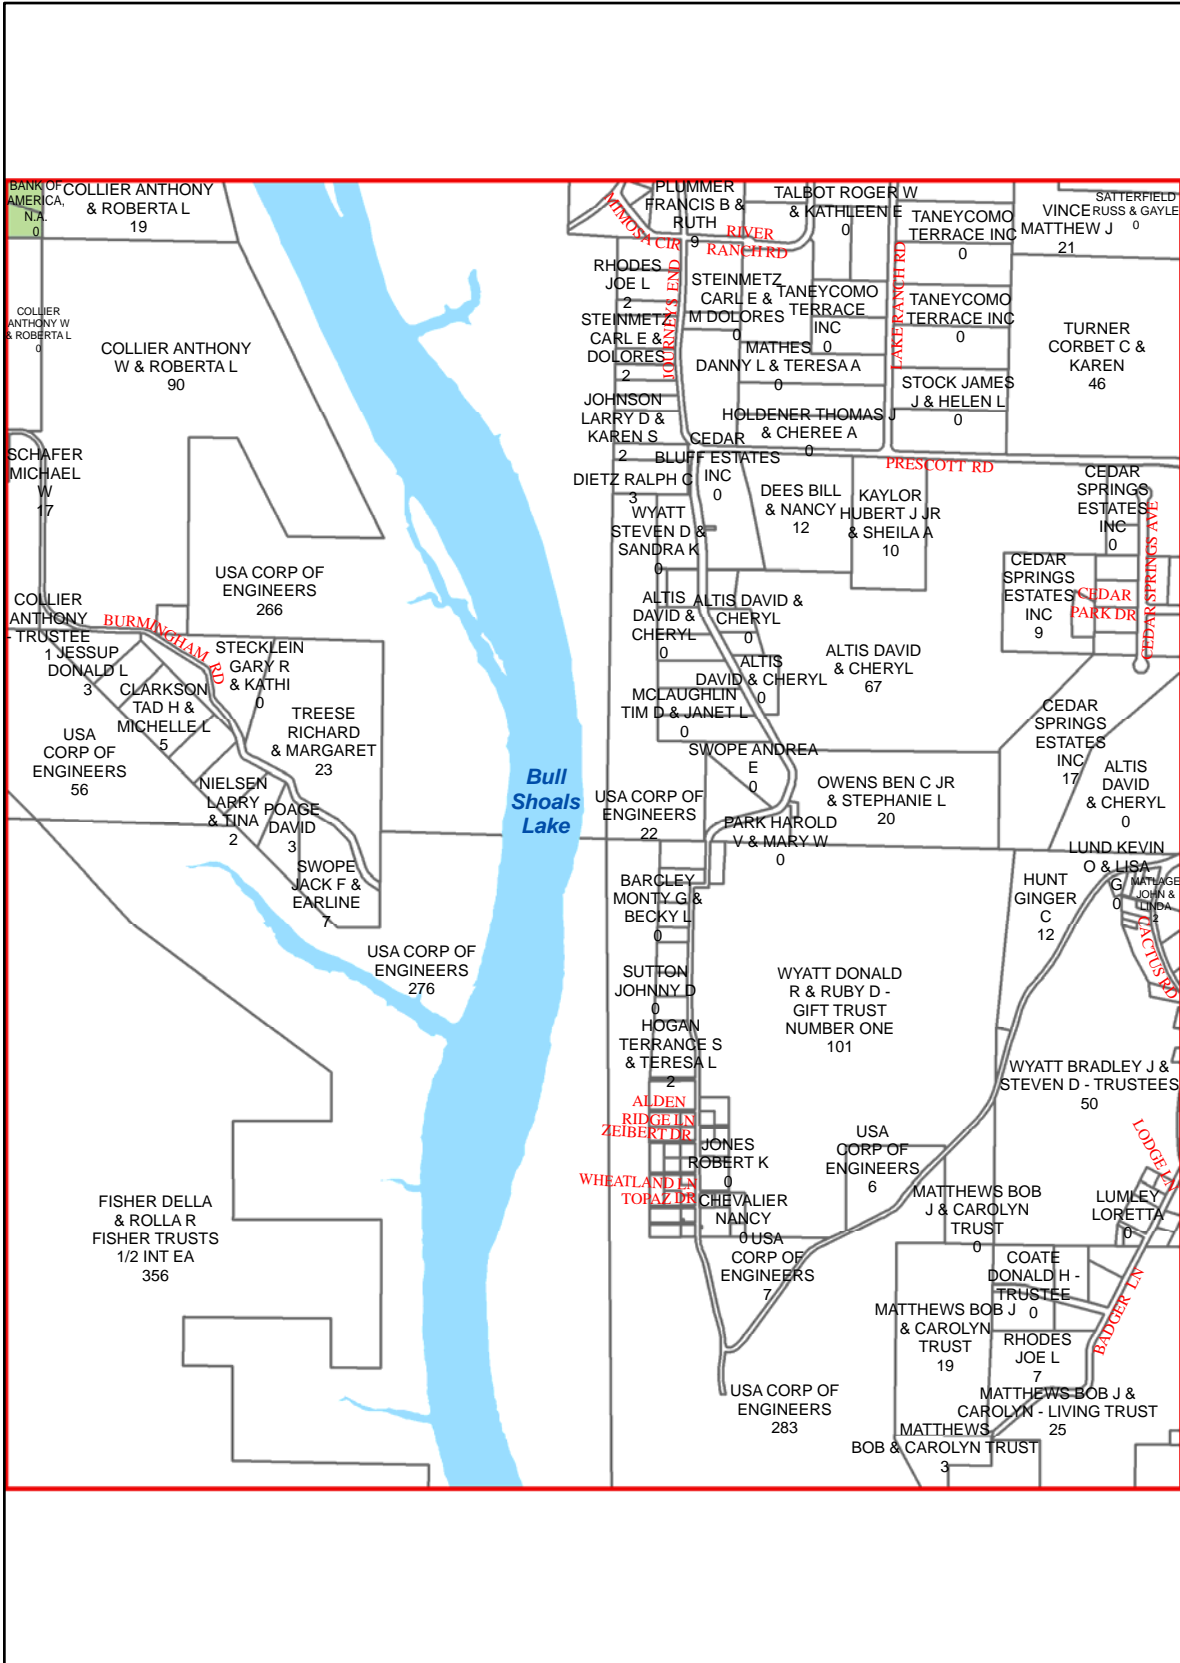 BANK OF
AMERICA,
N.A.
0
COLLIER ANTHONY
& ROBERTA L
19
COLLIER
ANTHONY W
& ROBERTA L
0
COLLIER ANTHONY
W & ROBERTA L
90
SCHAFER
MICHAEL
W
17
USA CORP OF
ENGINEERS
266
COLLIER
ANTHONY
- TRUSTEE
1
BURMINGHAM RD
JESSUP
DONALD L
3
CLARKSON
TAD H &
MICHELLE L
5
STECKLEIN
GARY R
& KATHI
0
TREESE
RICHARD
& MARGARET
23
USA
CORP OF
ENGINEERS
56
NIELSEN
LARRY
& TINA
2
POAGE
DAVID
3
SWOPE
JACK F &
EARLINE
7
USA CORP OF
ENGINEERS
276
FISHER DELLA
& ROLLA R
FISHER TRUSTS
1/2 INT EA
356
Bull
Shoals
Lake
MIMOSA CIR
PLUMMER
FRANCIS B &
RUTH
9
RIVER
RANCH RD
TALBOT ROGER W
& KATHLEEN E
0
TANEYCOMO
TERRACE INC
0
VINCE
MATTHEW J
21
SATTERFIELD
RUSS & GAYLE
0
RHODES
JOE L
2
JOURNEYS END
STEINMETZ
CARL E &
M DOLORES
0
TANEYCOMO
TERRACE
INC
0
LAKE RANCH RD
TANEYCOMO
TERRACE INC
0
TURNER
CORBET C &
KAREN
46
STEINMETZ
CARL E &
DOLORES
2
MATHES
DANNY L & TERESA A
0
STOCK JAMES
J & HELEN L
0
JOHNSON
LARRY D &
KAREN S
2
HOLDENER THOMAS J
& CHEREE A
0
CEDAR
BLUFF ESTATES
INC
0
PRESCOTT RD
DIETZ RALPH C
3
DEES BILL
& NANCY
12
KAYLOR
HUBERT J JR
& SHEILA A
10
CEDAR
SPRINGS
ESTATES
INC
0
WYATT
STEVEN D &
SANDRA K
0
CEDAR SPRINGS AVE
CEDAR
SPRINGS
ESTATES
INC
9
CEDAR
PARK DR
ALTIS
DAVID &
CHERYL
0
ALTIS DAVID &
CHERYL
0
ALTIS
DAVID & CHERYL
0
ALTIS DAVID
& CHERYL
67
MCLAUGHLIN
TIM D & JANET L
0
CEDAR
SPRINGS
ESTATES
INC
17
SWOPE ANDREA
E
0
ALTIS
DAVID
& CHERYL
0
USA CORP OF
ENGINEERS
22
OWENS BEN C JR
& STEPHANIE L
20
PARK HAROLD
V & MARY W
0
LUND KEVIN
O & LISA
G
0
MATLAGE
JOHN &
LINDA
2
BARCLEY
MONTY G &
BECKY L
0
HUNT
GINGER
C
12
CACTUS RD
SUTTON
JOHNNY D
0
WYATT DONALD
R & RUBY D -
GIFT TRUST
NUMBER ONE
101
HOGAN
TERRANCE S
& TERESA L
2
WYATT BRADLEY J &
STEVEN D - TRUSTEES
50
ALDEN
RIDGE LN
ZEIBERT DR
JONES
ROBERT K
0
USA
CORP OF
ENGINEERS
6
LODGE LN
WHEATLAND LN
TOPAZ DR
CHEVALIER
NANCY
0
MATTHEWS BOB
J & CAROLYN
TRUST
0
LUMLEY
LORETTA
0
USA
CORP OF
ENGINEERS
7
COATE
DONALD H -
TRUSTEE
0
BADGER LN
MATTHEWS BOB J
& CAROLYN
TRUST
19
RHODES
JOE L
7
USA CORP OF
ENGINEERS
283
MATTHEWS BOB J &
CAROLYN - LIVING TRUST
25
MATTHEWS
BOB & CAROLYN TRUST
3